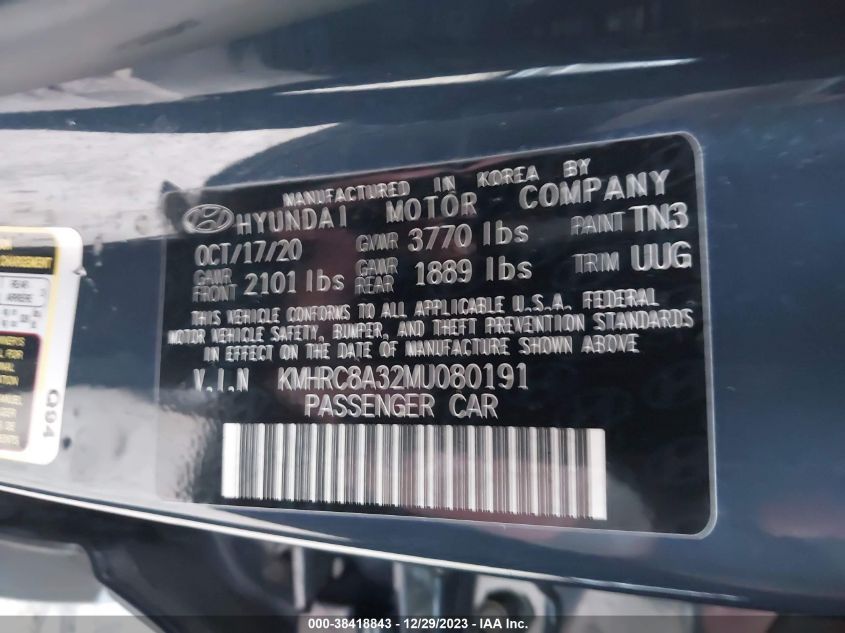 MANUFACTURED IN KOREA BY
HYUNDAI MOTOR COMPANY
OCT/17/20 GVWR 3770 lbs PAINT TN3
GAWR FRONT 2101 lbs GAWR REAR 1889 lbs TRIM UUG
THIS VEHICLE CONFORMS TO ALL APPLICABLE U.S.A. FEDERAL
MOTOR VEHICLE SAFETY, BUMPER, AND THEFT PREVENTION STANDARDS
IN EFFECT ON THE DATE OF MANUFACTURE SHOWN ABOVE
V.I.N KMHRC8A32MU080191
PASSENGER CAR
REAR
ARRIERE
Q94
000-38418843 / 12/29/2023 - IAA Inc.